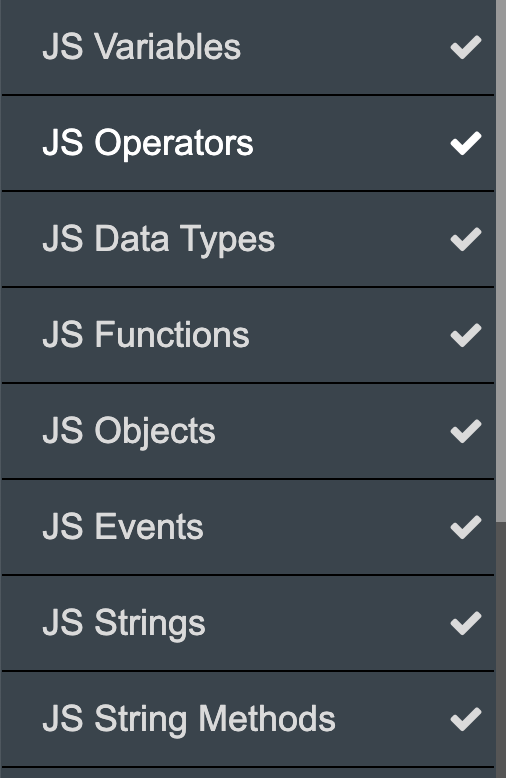 JS Variables
JS Operators
JS Data Types
JS Functions
JS Objects
JS Events
JS Strings
JS String Methods